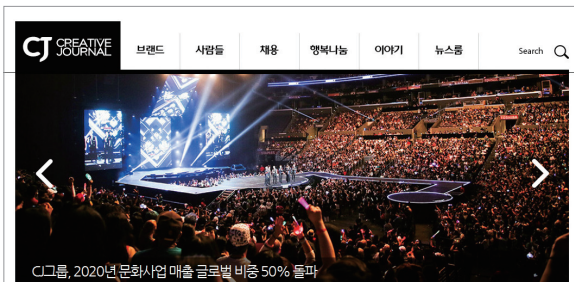 CJ CREATIVE JOURNAL
브랜드 사람들 채용 행복나눔 이야기 뉴스룸 Search
CJ그룹, 2020년 문화사업 매출 글로벌 비중 50% 돌파